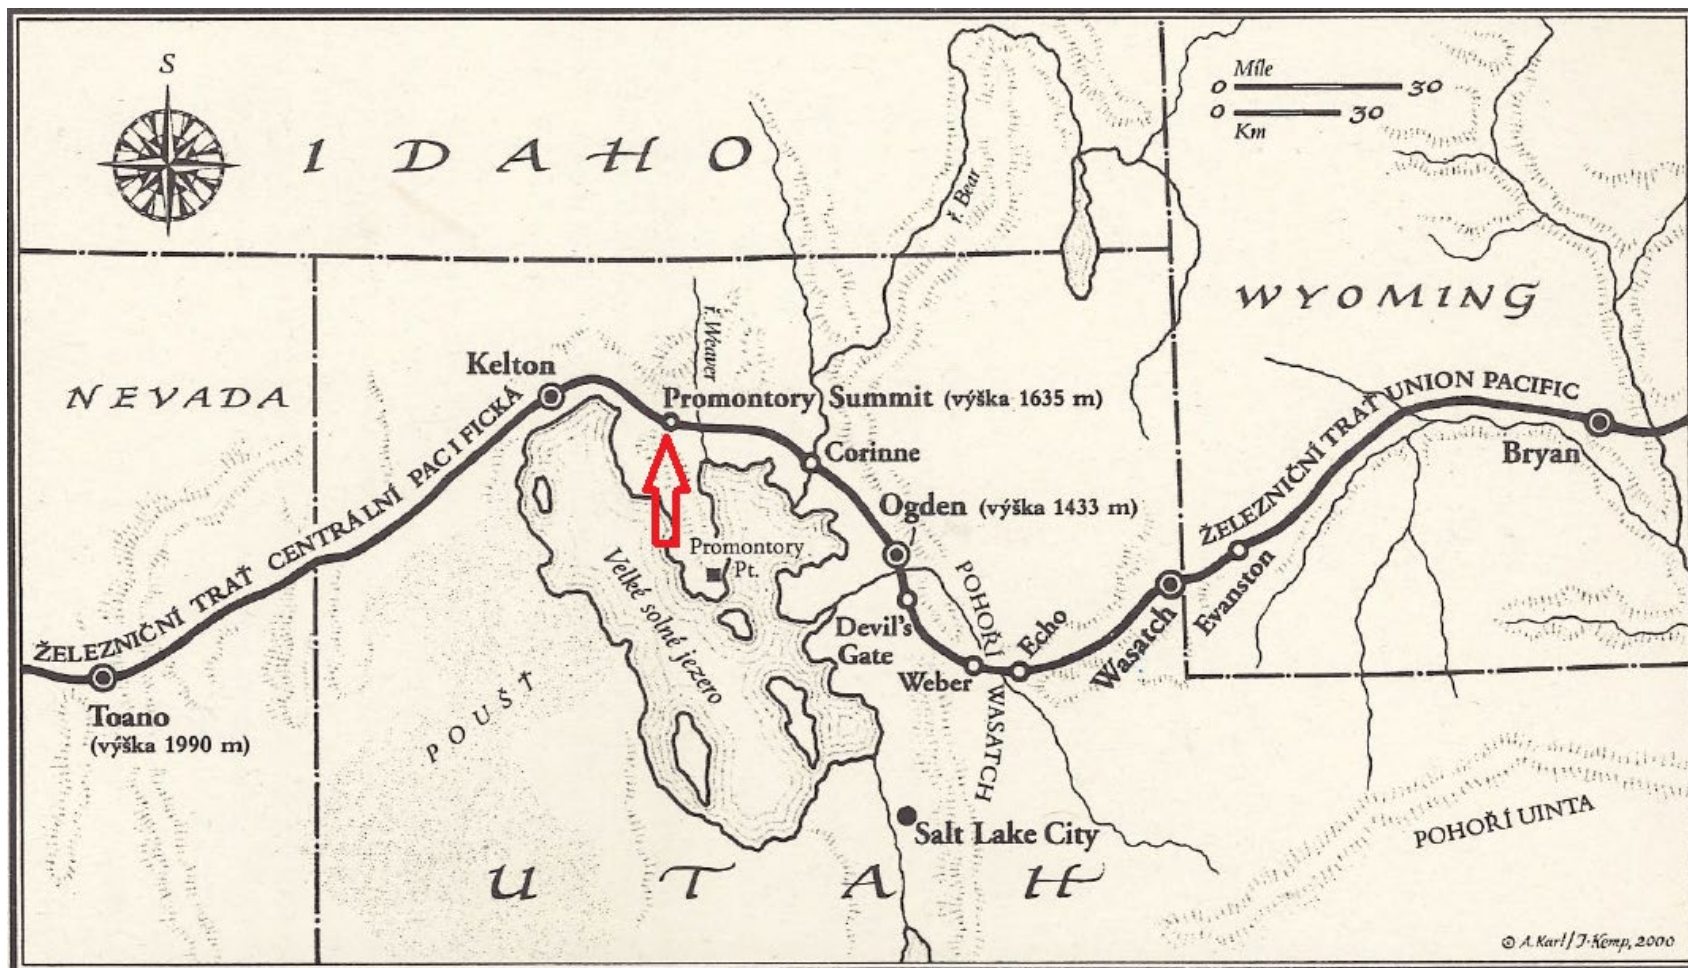 S
I D A H O
Míle
0 30
0 30
Km
ř. Bear
WYOMING
NEVADA
ř. Weaver
Kelton
Promontory Summit (výška 1635 m)
Corinne
Ogden (výška 1433 m)
ŽELEZNIČNÍ TRAŤ CENTRÁLNÍ PACIFICKÁ
ŽELEZNIČNÍ TRAŤ UNION PACIFIC
Bryan
Promontory
Pt.
Velké solné jezero
Devil's
Gate
Weber
Echo
Wasatch
Evanston
POHOŘÍ WASATCH
Toano
(výška 1990 m)
POUŠŤ
Salt Lake City
POHOŘÍ UINTA
U T A H
© A. Karl / J. Kemp, 2000